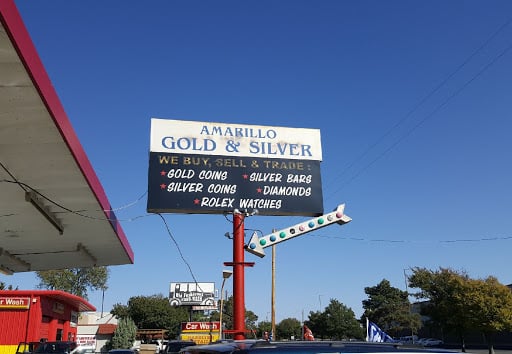 AMARILLO
GOLD & SILVER
WE BUY, SELL & TRADE :
★ GOLD COINS ★ SILVER BARS
★ SILVER COINS ★ DIAMONDS
★ ROLEX WATCHES
Car Wash
Car Wash